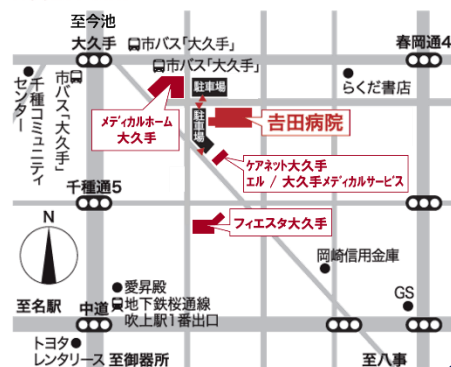 至今池
大久手
市バス「大久手」
春岡通4
市バス「大久手」
駐車場
らくだ書店
千種コミュニティ
センター
市バス「大久手」
メディカルホーム
大久手
駐車場
吉田病院
ケアネット大久手
エル / 大久手メディカルサービス
千種通5
フィエスタ大久手
N
岡崎信用金庫
愛昇殿
地下鉄桜通線
吹上駅1番出口
GS
至名駅
中道
トヨタ
レンタリース
至御器所
至八事